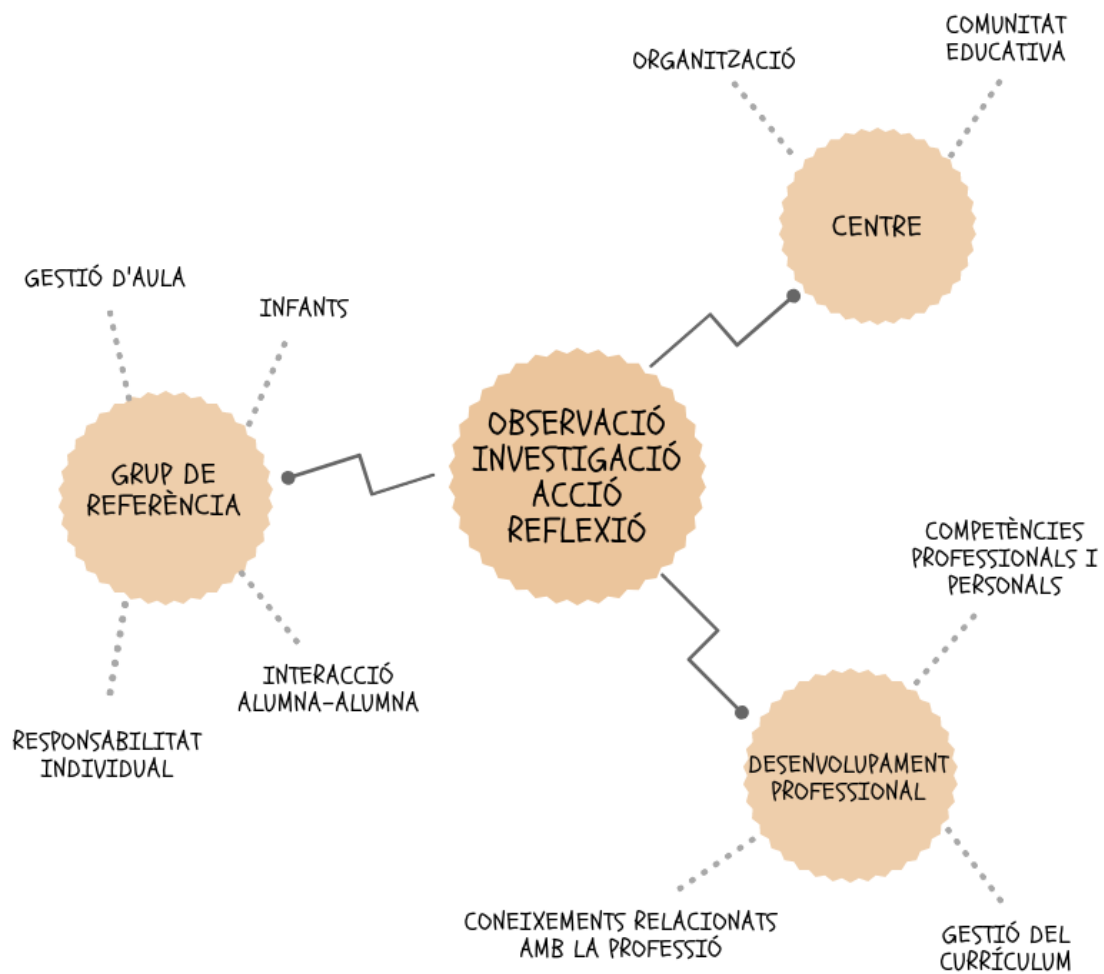 COMUNITAT
EDUCATIVA
ORGANITZACIÓ
CENTRE
GESTIÓ D'AULA
INFANTS
GRUP DE
REFERÈNCIA
INTERACCIÓ
ALUMNA-ALUMNA
RESPONSABILITAT
INDIVIDUAL
OBSERVACIÓ
INVESTIGACIÓ
ACCIÓ
REFLEXIÓ
COMPETÈNCIES
PROFESSIONALS I
PERSONALS
DESENVOLUPAMENT
PROFESSIONAL
CONEIXEMENTS RELACIONATS
AMB LA PROFESSIÓ
GESTIÓ DEL
CURRÍCULUM